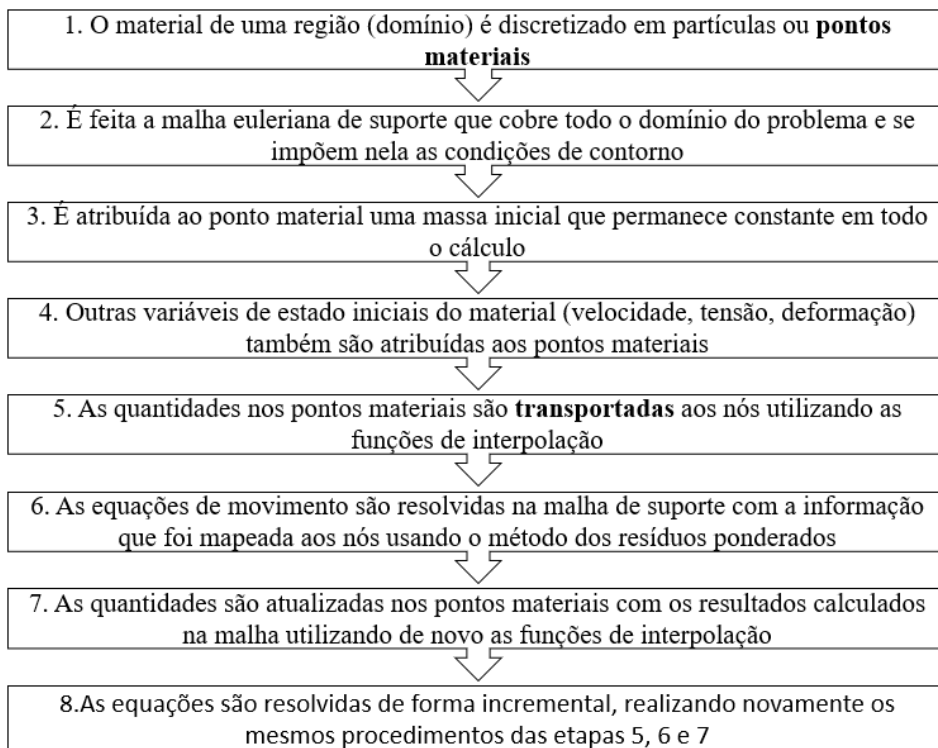 1. O material de uma região (domínio) é discretizado em partículas ou pontos
materiais
2. É feita a malha euleriana de suporte que cobre todo o domínio do problema e se
impõem nela as condições de contorno
3. É atribuída ao ponto material uma massa inicial que permanece constante em todo
o cálculo
4. Outras variáveis de estado iniciais do material (velocidade, tensão, deformação)
também são atribuídas aos pontos materiais
5. As quantidades nos pontos materiais são transportadas aos nós utilizando as
funções de interpolação
6. As equações de movimento são resolvidas na malha de suporte com a informação
que foi mapeada aos nós usando o método dos resíduos ponderados
7. As quantidades são atualizadas nos pontos materiais com os resultados calculados
na malha utilizando de novo as funções de interpolação
8.As equações são resolvidas de forma incremental, realizando novamente os
mesmos procedimentos das etapas 5, 6 e 7